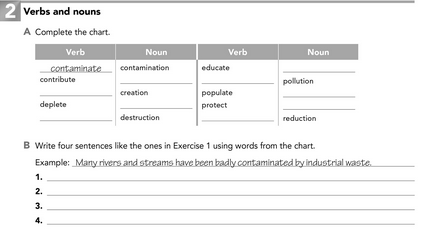 2 Verbs and nouns
A Complete the chart.
Verb Noun Verb Noun
contaminate contamination educate
contribute pollution
creation populate
deplete protect
destruction reduction
B Write four sentences like the ones in Exercise 1 using words from the chart.
Example: Many rivers and streams have been badly contaminated by industrial waste.
1.
2.
3.
4.